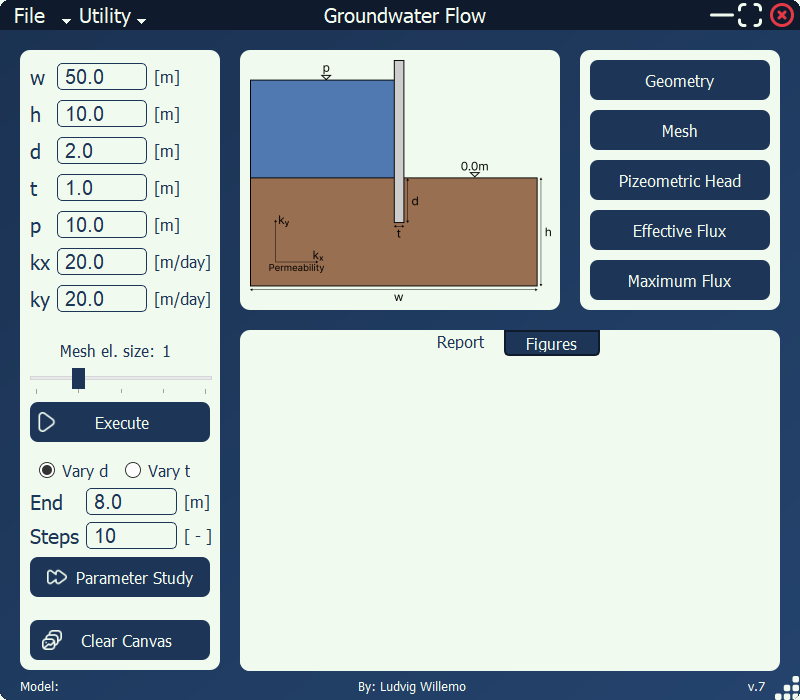 File Utility Groundwater Flow
w 50.0 [m]
h 10.0 [m]
d 2.0 [m]
t 1.0 [m]
p 10.0 [m]
kx 20.0 [m/day]
ky 20.0 [m/day]
Mesh el. size: 1
Execute
Vary d Vary t
End 8.0 [m]
Steps 10 [ - ]
Parameter Study
Clear Canvas
p
0.0m
d
ky
t
h
kx
Permeability
w
Geometry
Mesh
Pizeometric Head
Effective Flux
Maximum Flux
Report Figures
Model: By: Ludvig Willemo v.7